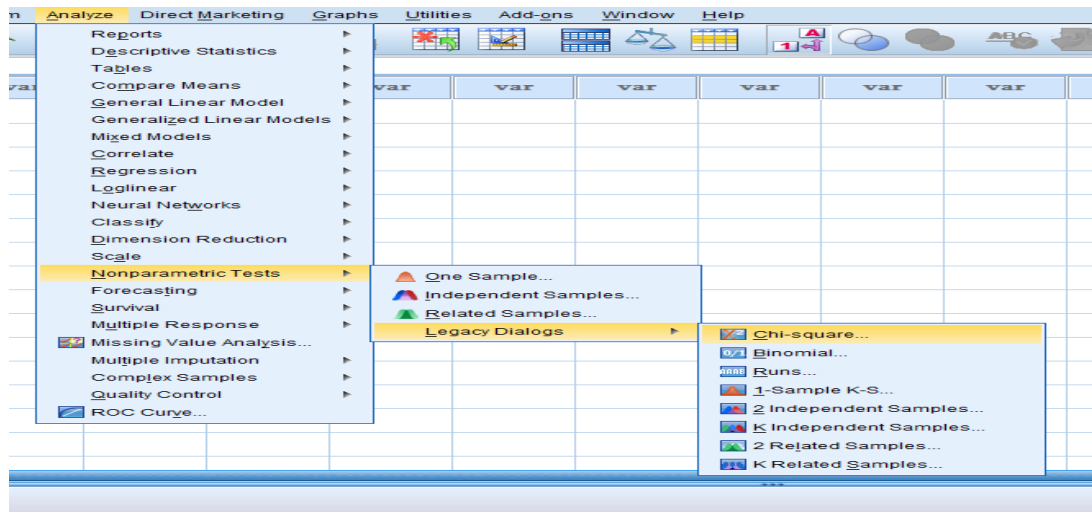 Analyze Direct Marketing Graphs Utilities Add-ons Window Help
Reports
Descriptive Statistics
Tables
Compare Means
var var var var var var
General Linear Model
Generalized Linear Models
Mixed Models
Correlate
Regression
Loglinear
Neural Networks
Classify
Dimension Reduction
Scale
Nonparametric Tests
Forecasting
Survival
Multiple Response
Missing Value Analysis...
Multiple Imputation
Complex Samples
Quality Control
ROC Curve...
One Sample...
Independent Samples...
Related Samples...
Legacy Dialogs
Chi-square...
Binomial...
Runs...
1-Sample K-S...
2 Independent Samples...
K Independent Samples...
2 Related Samples...
K Related Samples...